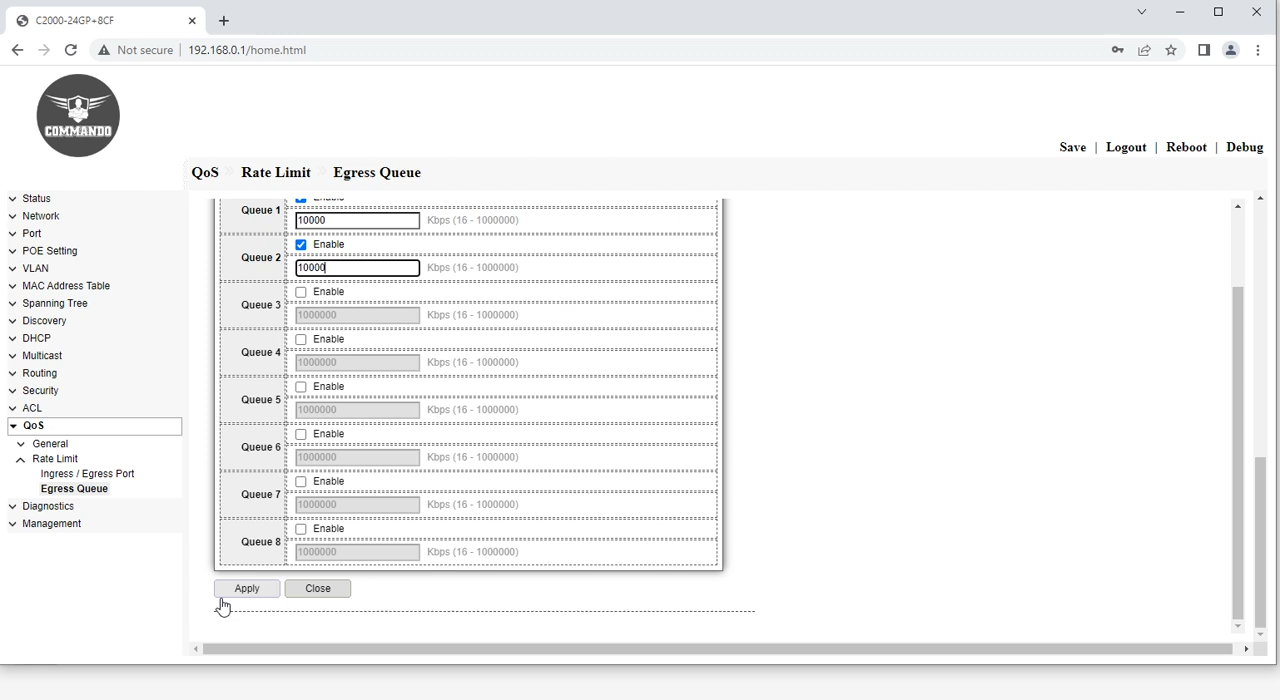 C2000-24GP+8CF
Not secure 192.168.0.1/home.html
COMMANDO
Save | Logout | Reboot | Debug
QoS Rate Limit Egress Queue
Status
Network
Port
POE Setting
VLAN
MAC Address Table
Spanning Tree
Discovery
DHCP
Multicast
Routing
Security
ACL
QoS
General
Rate Limit
Ingress / Egress Port
Egress Queue
Diagnostics
Management
Enable
Queue 1
10000 Kbps (16 - 1000000)
Enable
Queue 2
10000 Kbps (16 - 1000000)
Enable
Queue 3
1000000 Kbps (16 - 1000000)
Enable
Queue 4
1000000 Kbps (16 - 1000000)
Enable
Queue 5
1000000 Kbps (16 - 1000000)
Enable
Queue 6
1000000 Kbps (16 - 1000000)
Enable
Queue 7
1000000 Kbps (16 - 1000000)
Enable
Queue 8
1000000 Kbps (16 - 1000000)
Apply Close